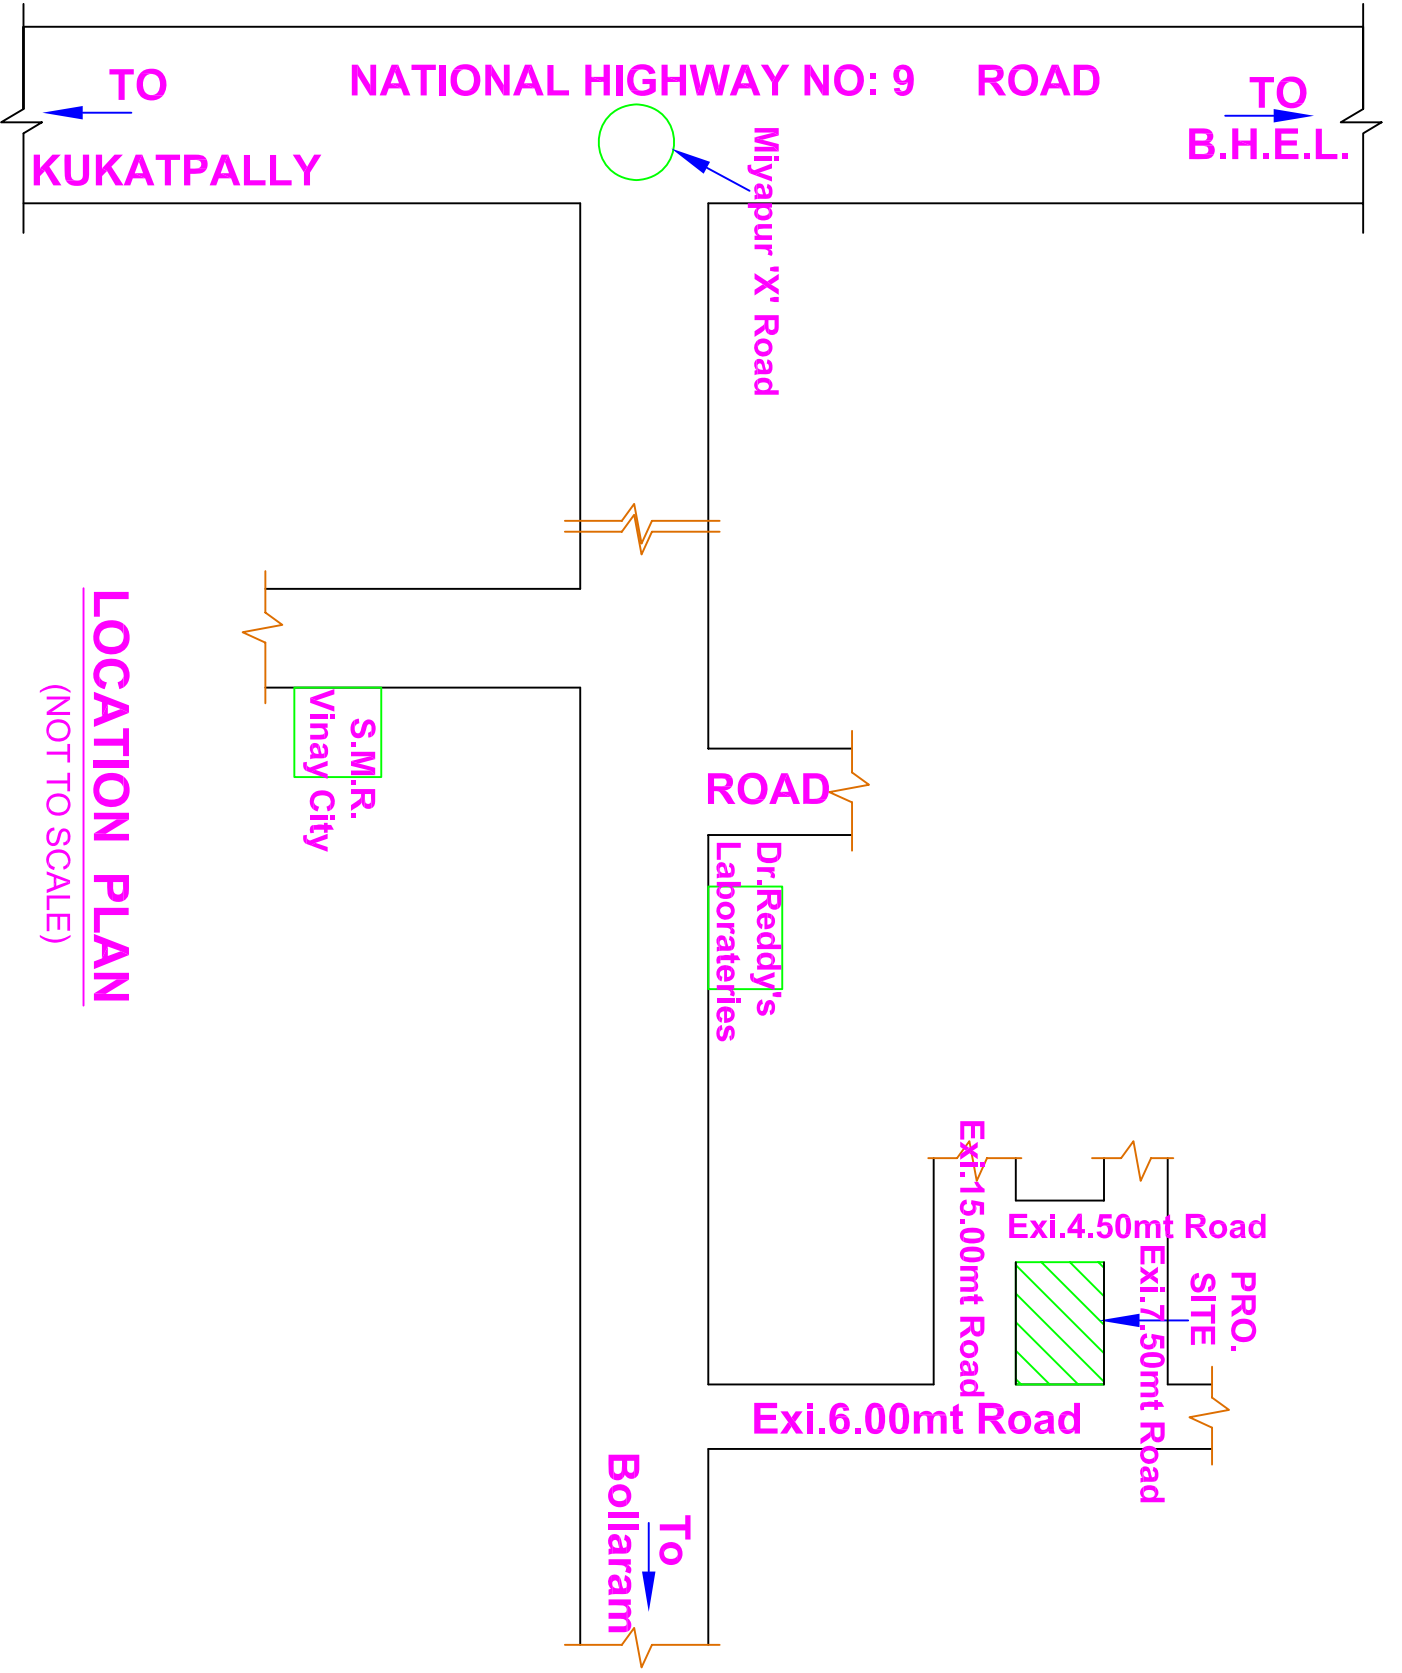 NATIONAL HIGHWAY NO: 9 ROAD
TO
KUKATPALLY
TO
B.H.E.L.
Miyapur 'X' Road
S.M.R.
Vinay City
ROAD
Dr.Reddy's
Laborateries
LOCATION PLAN
(NOT TO SCALE)
Exi.15.00mt Road
Exi.4.50mt Road
Exi.7.50mt Road
PRO.
SITE
Exi.6.00mt Road
To
Bollaram